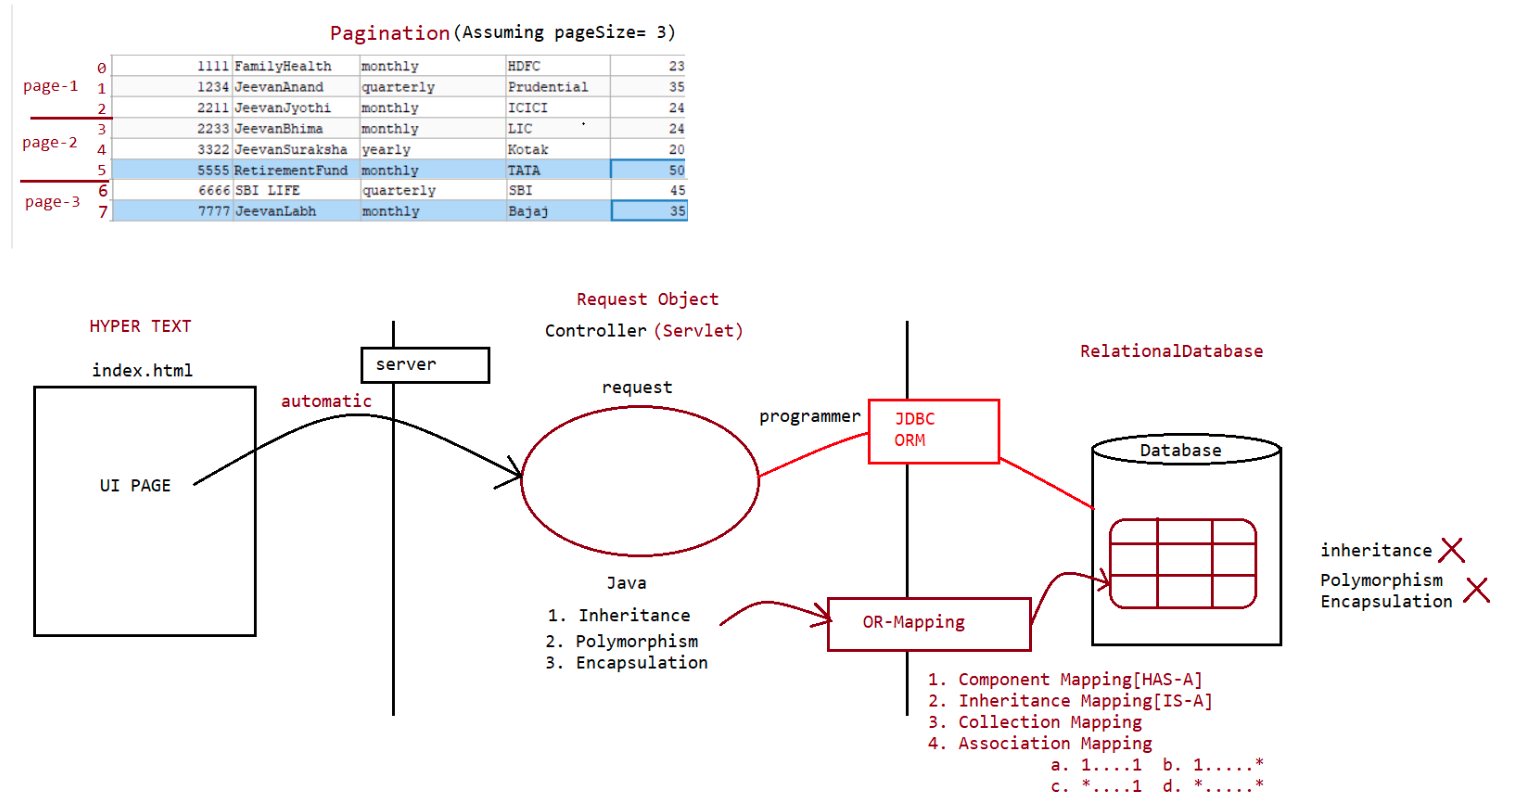 Pagination(Assuming pageSize= 3)
page-1
0 1111 FamilyHealth monthly HDFC 23
1 1234 JeevanAnand quarterly Prudential 35
2 2211 JeevanJyothi monthly ICICI 24
page-2
3 2233 JeevanBhima monthly LIC 24
4 3322 JeevanSuraksha yearly Kotak 20
5 5555 RetirementFund monthly TATA 50
page-3
6 6666 SBI LIFE quarterly SBI 45
7 7777 JeevanLabh monthly Bajaj 35
Request Object
HYPER TEXT
Controller (Servlet)
RelationalDatabase
index.html
server
request
automatic
programmer
JDBC
ORM
Database
UI PAGE
inheritance
Polymorphism
Encapsulation
Java
1. Inheritance
2. Polymorphism
3. Encapsulation
OR-Mapping
1. Component Mapping[HAS-A]
2. Inheritance Mapping[IS-A]
3. Collection Mapping
4. Association Mapping
a. 1....1 b. 1.....*
c. *....1 d. *.....*